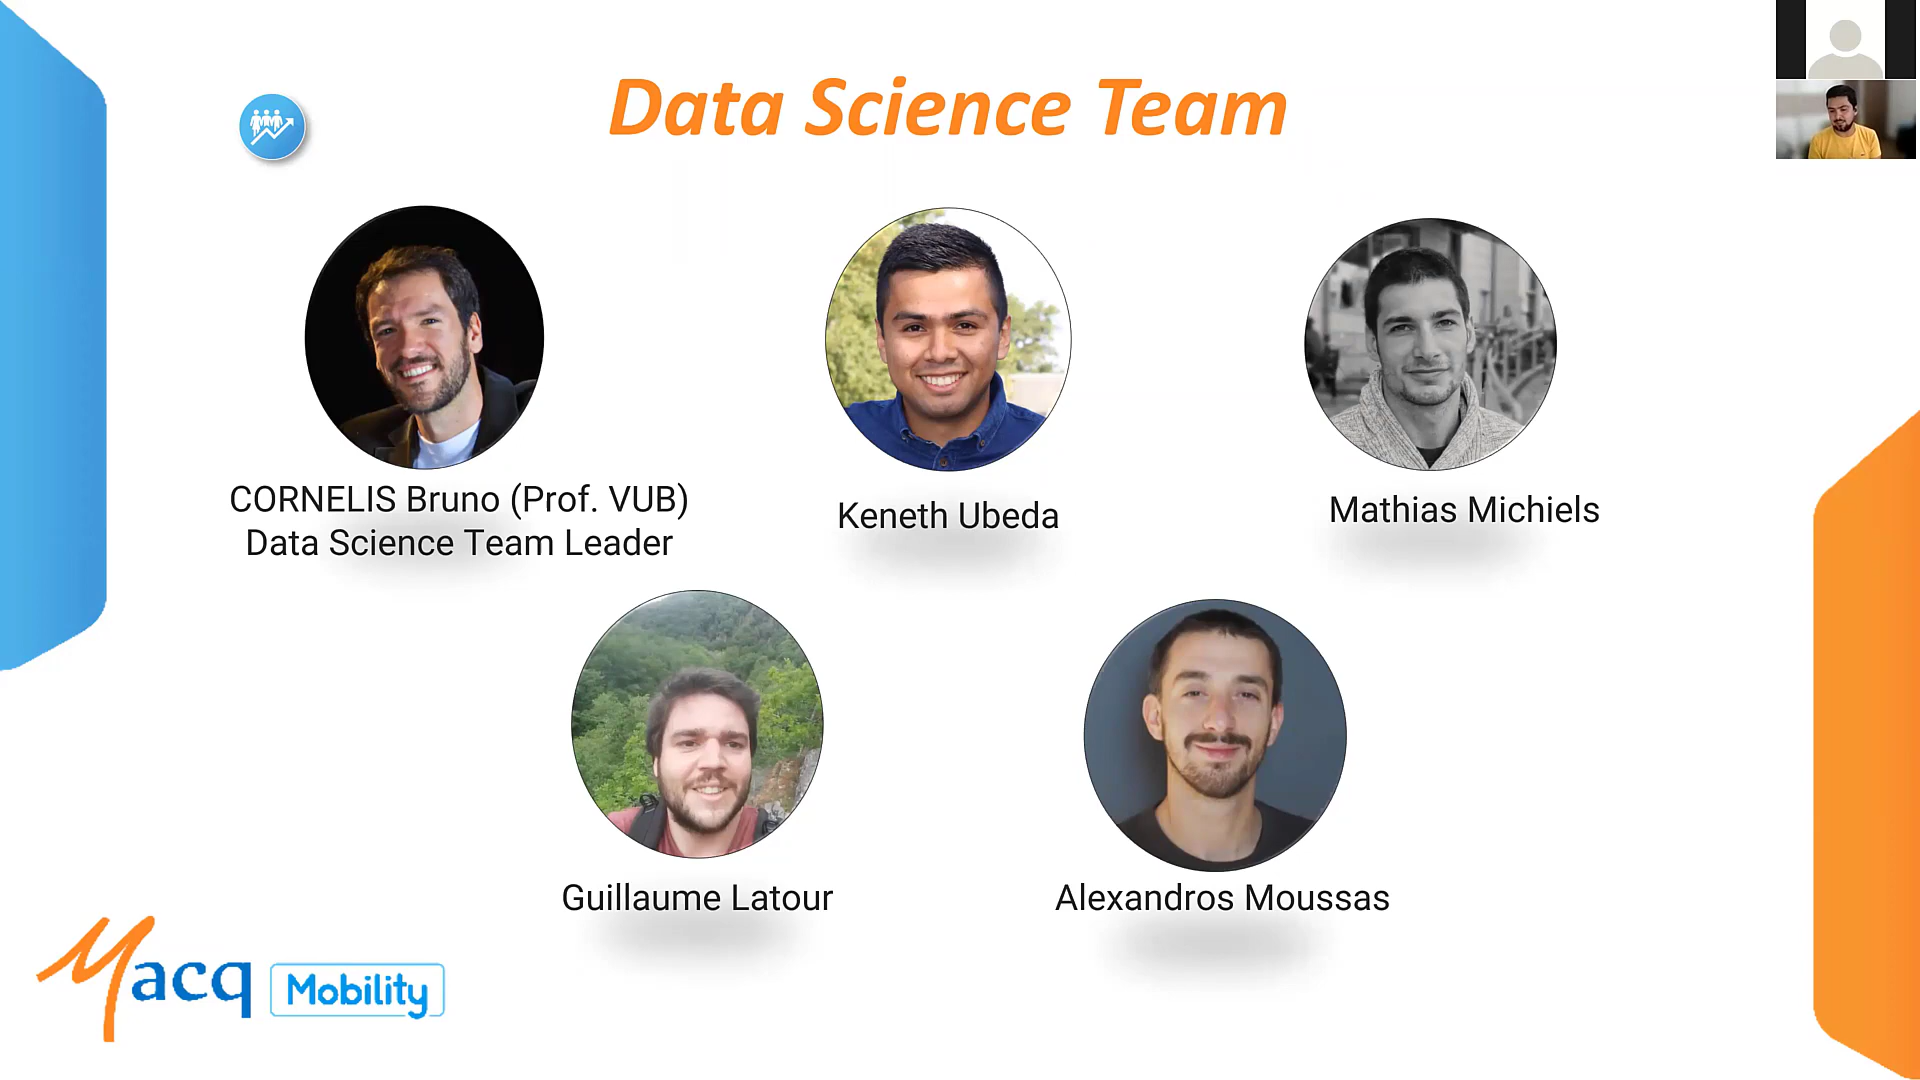 Data Science Team
CORNELIS Bruno (Prof. VUB)
Data Science Team Leader
Keneth Ubeda
Mathias Michiels
Guillaume Latour
Alexandros Moussas
Macq Mobility